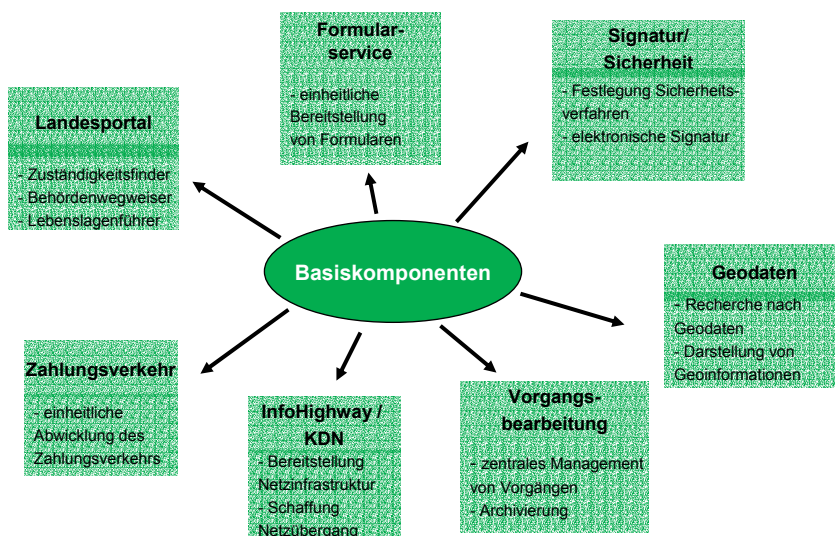 Formular-
service
- einheitliche
Bereitstellung
von Formularen
Signatur/
Sicherheit
- Festlegung Sicherheits-
verfahren
- elektronische Signatur
Landesportal
- Zuständigkeitsfinder
- Behördenwegweiser
- Lebenslagenführer
Basiskomponenten
Geodaten
- Recherche nach
Geodaten
- Darstellung von
Geoinformationen
Zahlungsverkehr
- einheitliche
Abwicklung des
Zahlungsverkehrs
InfoHighway /
KDN
- Bereitstellung
Netzinfrastruktur
- Schaffung
Netzübergang
Vorgangs-
bearbeitung
- zentrales Management
von Vorgängen
- Archivierung